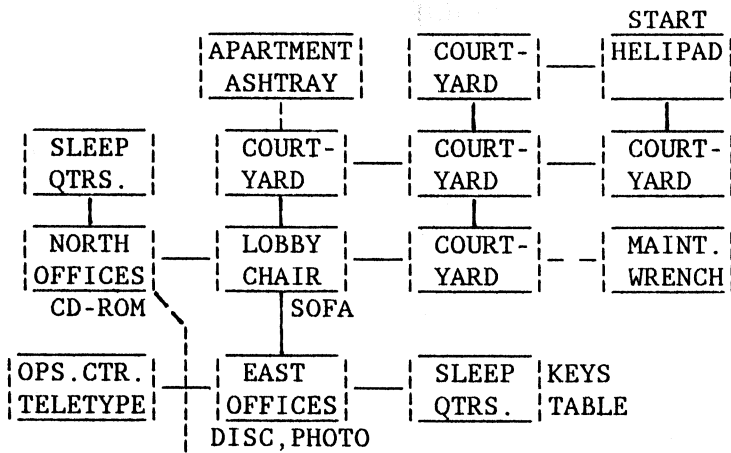 START
APARTMENT COURT- HELIPAD
ASHTRAY YARD
SLEEP COURT- COURT- COURT-
QTRS. YARD YARD YARD
NORTH LOBBY COURT- MAINT.
OFFICES CHAIR YARD WRENCH
CD-ROM SOFA
OPS.CTR. EAST SLEEP KEYS
TELETYPE OFFICES QTRS. TABLE
DISC,PHOTO